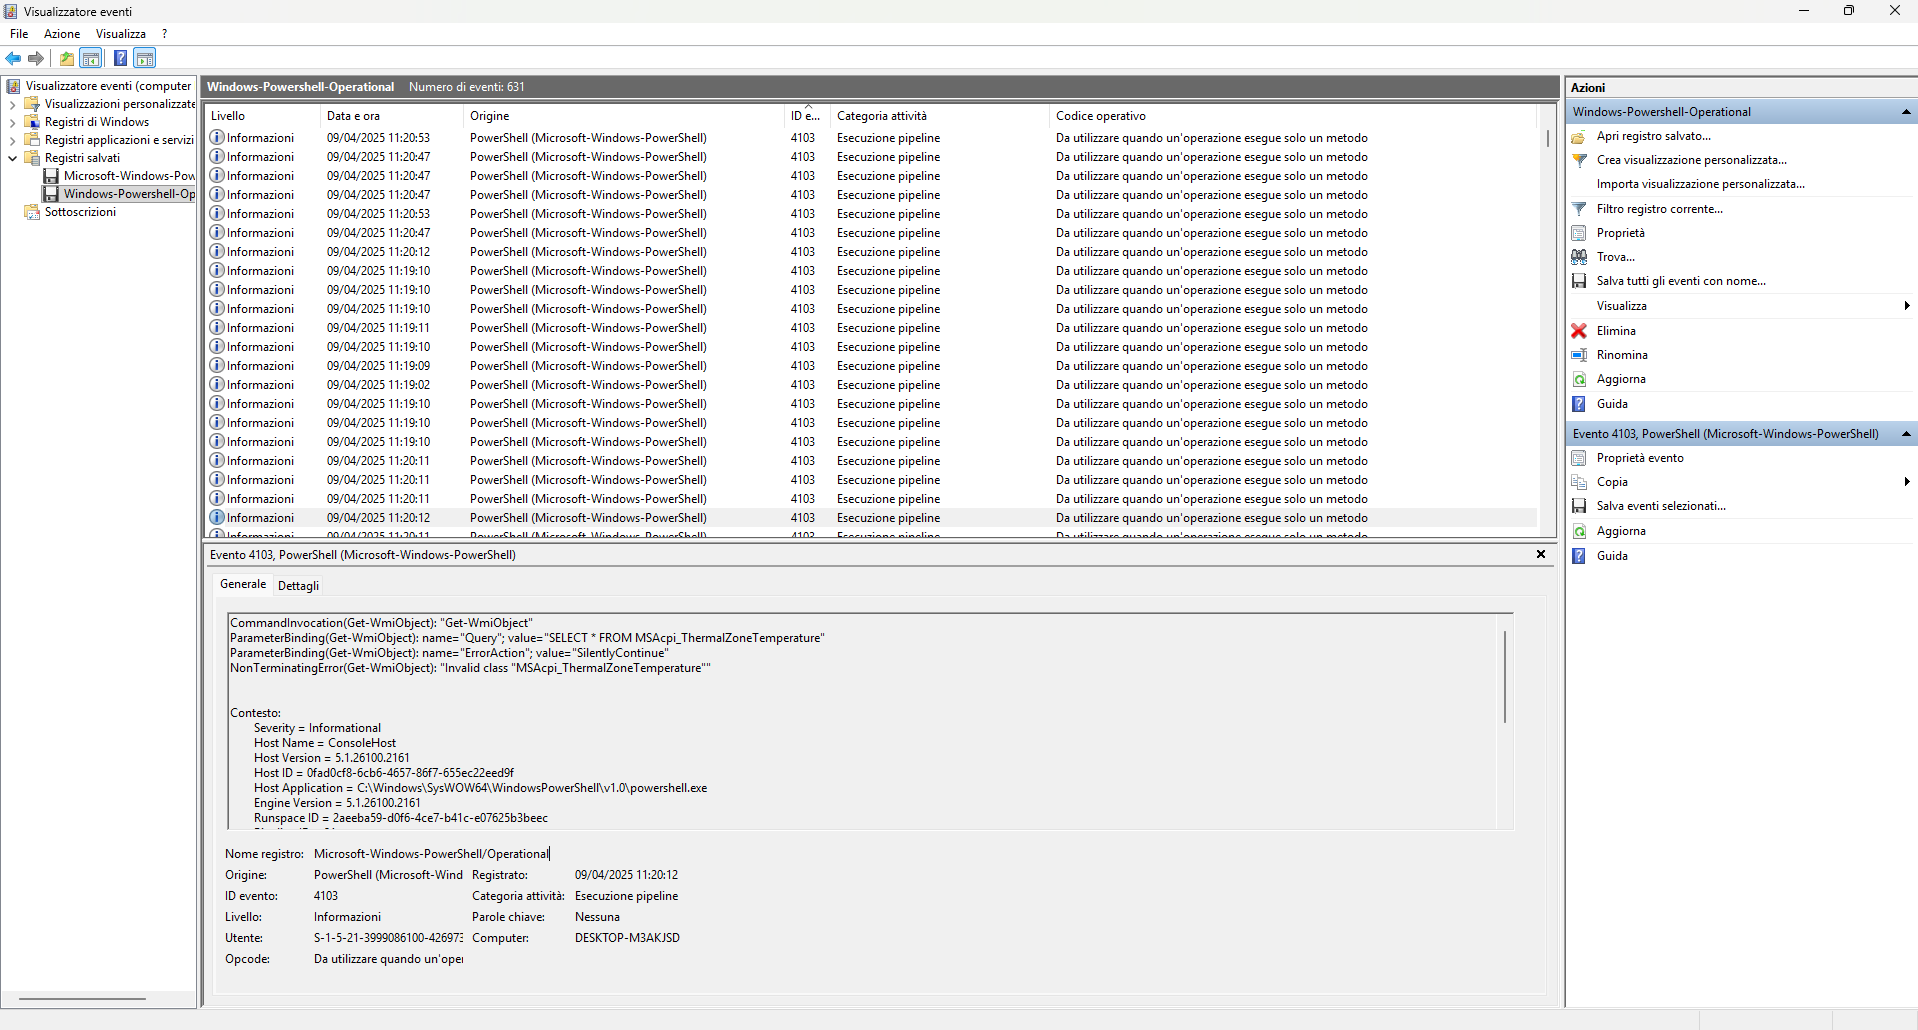 Visualizzatore eventi
File Azione Visualizza ?
Visualizzatore eventi (computer
Visualizzazioni personalizzate
Registri di Windows
Registri applicazioni e servizi
Registri salvati
Microsoft-Windows-Pow
Windows-Powershell-Op
Sottoscrizioni
Windows-Powershell-Operational Numero di eventi: 631
Livello Data e ora Origine ID e... Categoria attività Codice operativo
Informazioni 09/04/2025 11:20:53 PowerShell (Microsoft-Windows-PowerShell) 4103 Esecuzione pipeline Da utilizzare quando un'operazione esegue solo un metodo
Informazioni 09/04/2025 11:20:47 PowerShell (Microsoft-Windows-PowerShell) 4103 Esecuzione pipeline Da utilizzare quando un'operazione esegue solo un metodo
Informazioni 09/04/2025 11:20:47 PowerShell (Microsoft-Windows-PowerShell) 4103 Esecuzione pipeline Da utilizzare quando un'operazione esegue solo un metodo
Informazioni 09/04/2025 11:20:47 PowerShell (Microsoft-Windows-PowerShell) 4103 Esecuzione pipeline Da utilizzare quando un'operazione esegue solo un metodo
Informazioni 09/04/2025 11:20:53 PowerShell (Microsoft-Windows-PowerShell) 4103 Esecuzione pipeline Da utilizzare quando un'operazione esegue solo un metodo
Informazioni 09/04/2025 11:20:47 PowerShell (Microsoft-Windows-PowerShell) 4103 Esecuzione pipeline Da utilizzare quando un'operazione esegue solo un metodo
Informazioni 09/04/2025 11:20:12 PowerShell (Microsoft-Windows-PowerShell) 4103 Esecuzione pipeline Da utilizzare quando un'operazione esegue solo un metodo
Informazioni 09/04/2025 11:19:10 PowerShell (Microsoft-Windows-PowerShell) 4103 Esecuzione pipeline Da utilizzare quando un'operazione esegue solo un metodo
Informazioni 09/04/2025 11:19:10 PowerShell (Microsoft-Windows-PowerShell) 4103 Esecuzione pipeline Da utilizzare quando un'operazione esegue solo un metodo
Informazioni 09/04/2025 11:19:10 PowerShell (Microsoft-Windows-PowerShell) 4103 Esecuzione pipeline Da utilizzare quando un'operazione esegue solo un metodo
Informazioni 09/04/2025 11:19:11 PowerShell (Microsoft-Windows-PowerShell) 4103 Esecuzione pipeline Da utilizzare quando un'operazione esegue solo un metodo
Informazioni 09/04/2025 11:19:10 PowerShell (Microsoft-Windows-PowerShell) 4103 Esecuzione pipeline Da utilizzare quando un'operazione esegue solo un metodo
Informazioni 09/04/2025 11:19:09 PowerShell (Microsoft-Windows-PowerShell) 4103 Esecuzione pipeline Da utilizzare quando un'operazione esegue solo un metodo
Informazioni 09/04/2025 11:19:02 PowerShell (Microsoft-Windows-PowerShell) 4103 Esecuzione pipeline Da utilizzare quando un'operazione esegue solo un metodo
Informazioni 09/04/2025 11:19:10 PowerShell (Microsoft-Windows-PowerShell) 4103 Esecuzione pipeline Da utilizzare quando un'operazione esegue solo un metodo
Informazioni 09/04/2025 11:19:10 PowerShell (Microsoft-Windows-PowerShell) 4103 Esecuzione pipeline Da utilizzare quando un'operazione esegue solo un metodo
Informazioni 09/04/2025 11:19:10 PowerShell (Microsoft-Windows-PowerShell) 4103 Esecuzione pipeline Da utilizzare quando un'operazione esegue solo un metodo
Informazioni 09/04/2025 11:20:11 PowerShell (Microsoft-Windows-PowerShell) 4103 Esecuzione pipeline Da utilizzare quando un'operazione esegue solo un metodo
Informazioni 09/04/2025 11:20:11 PowerShell (Microsoft-Windows-PowerShell) 4103 Esecuzione pipeline Da utilizzare quando un'operazione esegue solo un metodo
Informazioni 09/04/2025 11:20:11 PowerShell (Microsoft-Windows-PowerShell) 4103 Esecuzione pipeline Da utilizzare quando un'operazione esegue solo un metodo
Informazioni 09/04/2025 11:20:12 PowerShell (Microsoft-Windows-PowerShell) 4103 Esecuzione pipeline Da utilizzare quando un'operazione esegue solo un metodo
Informazioni 09/04/2025 11:20:11 PowerShell (Microsoft-Windows-PowerShell) 4103 Esecuzione pipeline Da utilizzare quando un'operazione esegue solo un metodo
Evento 4103, PowerShell (Microsoft-Windows-PowerShell)
Generale Dettagli
CommandInvocation(Get-WmiObject): "Get-WmiObject"
ParameterBinding(Get-WmiObject): name="Query"; value="SELECT * FROM MSAcpi_ThermalZoneTemperature"
ParameterBinding(Get-WmiObject): name="ErrorAction"; value="SilentlyContinue"
NonTerminatingError(Get-WmiObject): "Invalid class "MSAcpi_ThermalZoneTemperature""
Contesto:
Severity = Informational
Host Name = ConsoleHost
Host Version = 5.1.26100.2161
Host ID = 0fad0cf8-6cb6-4657-86f7-655ec22eed9f
Host Application = C:\Windows\SysWOW64\WindowsPowerShell\v1.0\powershell.exe
Engine Version = 5.1.26100.2161
Runspace ID = 2aeeba59-d0f6-4ce7-b41c-e07625b3beec
Nome registro: Microsoft-Windows-PowerShell/Operational
Origine: PowerShell (Microsoft-Wind Registrato: 09/04/2025 11:20:12
ID evento: 4103 Categoria attività: Esecuzione pipeline
Livello: Informazioni Parole chiave: Nessuna
Utente: S-1-5-21-3999086100-426973 Computer: DESKTOP-M3AKJSD
Opcode: Da utilizzare quando un'oper
Azioni
Windows-Powershell-Operational
Apri registro salvato...
Crea visualizzazione personalizzata...
Importa visualizzazione personalizzata...
Filtro registro corrente...
Proprietà
Trova...
Salva tutti gli eventi con nome...
Visualizza
Elimina
Rinomina
Aggiorna
Guida
Evento 4103, PowerShell (Microsoft-Windows-PowerShell)
Proprietà evento
Copia
Salva eventi selezionati...
Aggiorna
Guida